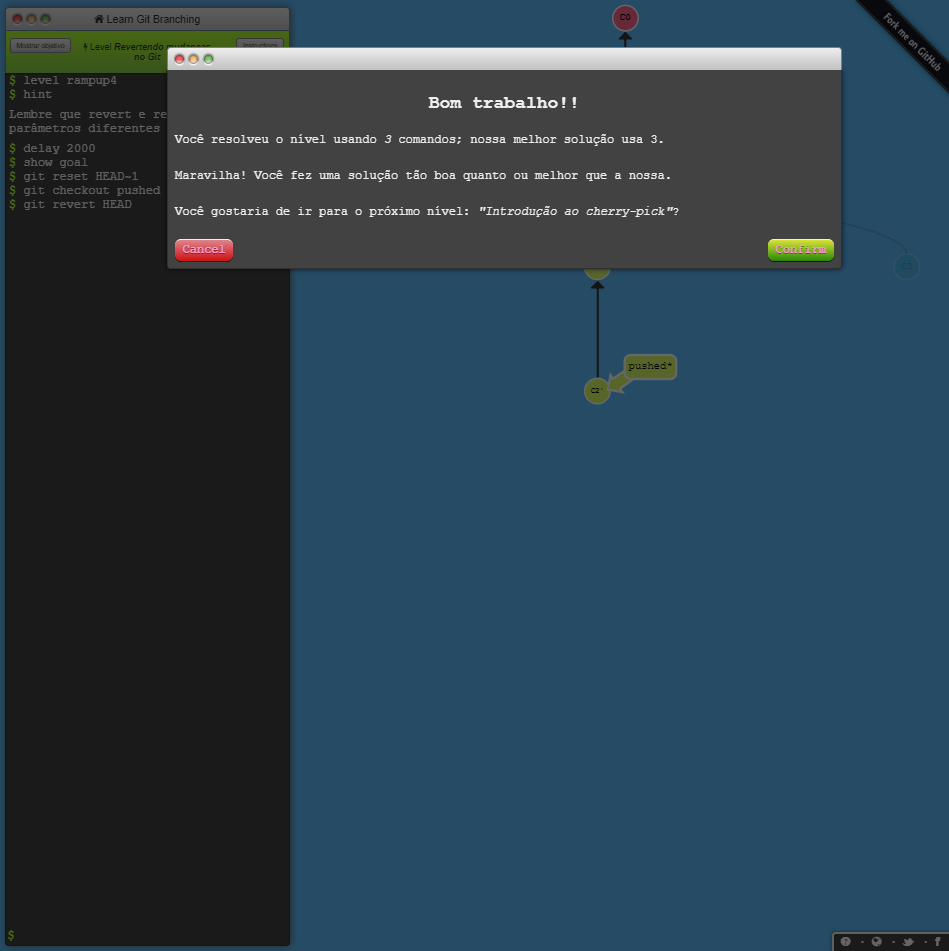 Learn Git Branching
Mostrar objetivo
Level Revertendo mudanças
no Git
Instructions
$ level rampup4
$ hint
Lembre que revert e re
parâmetros diferentes
$ delay 2000
$ show goal
$ git reset HEAD~1
$ git checkout pushed
$ git revert HEAD
$
Bom trabalho!!
Você resolveu o nível usando 3 comandos; nossa melhor solução usa 3.
Maravilha! Você fez uma solução tão boa quanto ou melhor que a nossa.
Você gostaria de ir para o próximo nível: "Introdução ao cherry-pick"?
Cancel
Confirm
C0
C3
pushed*
C2'
Fork me on GitHub